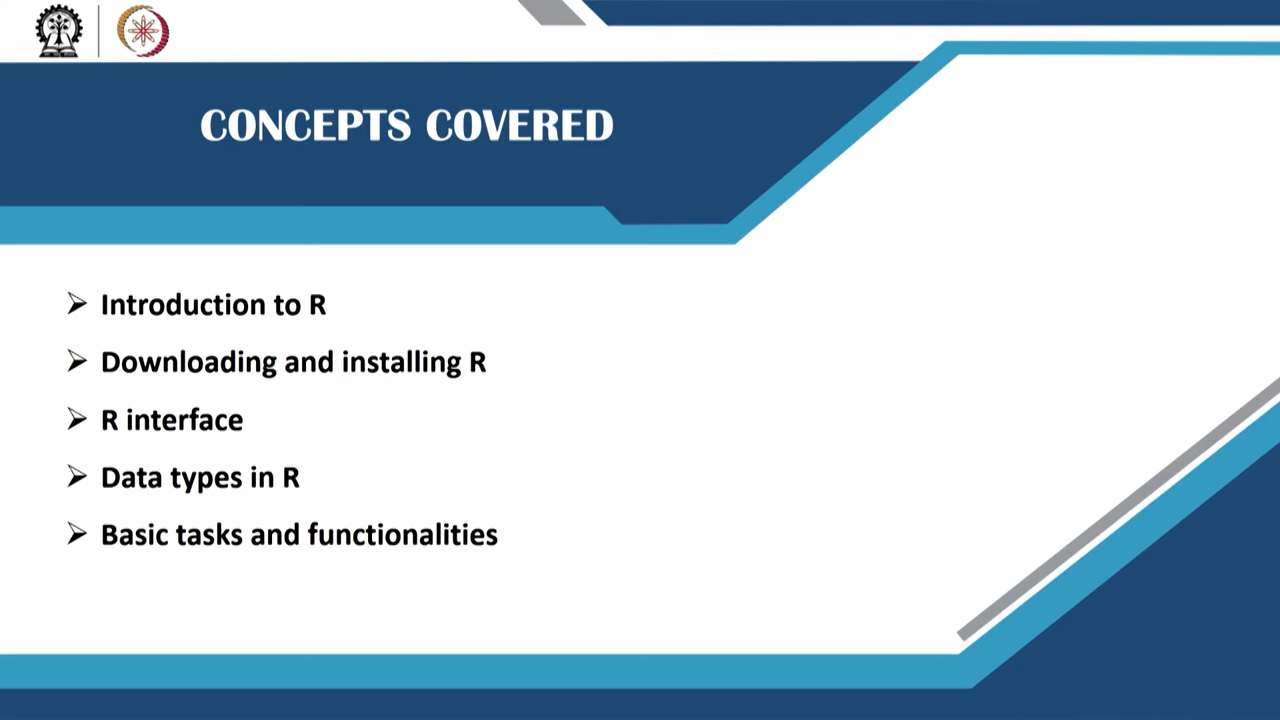 CONCEPTS COVERED
Introduction to R
Downloading and installing R
R interface
Data types in R
Basic tasks and functionalities